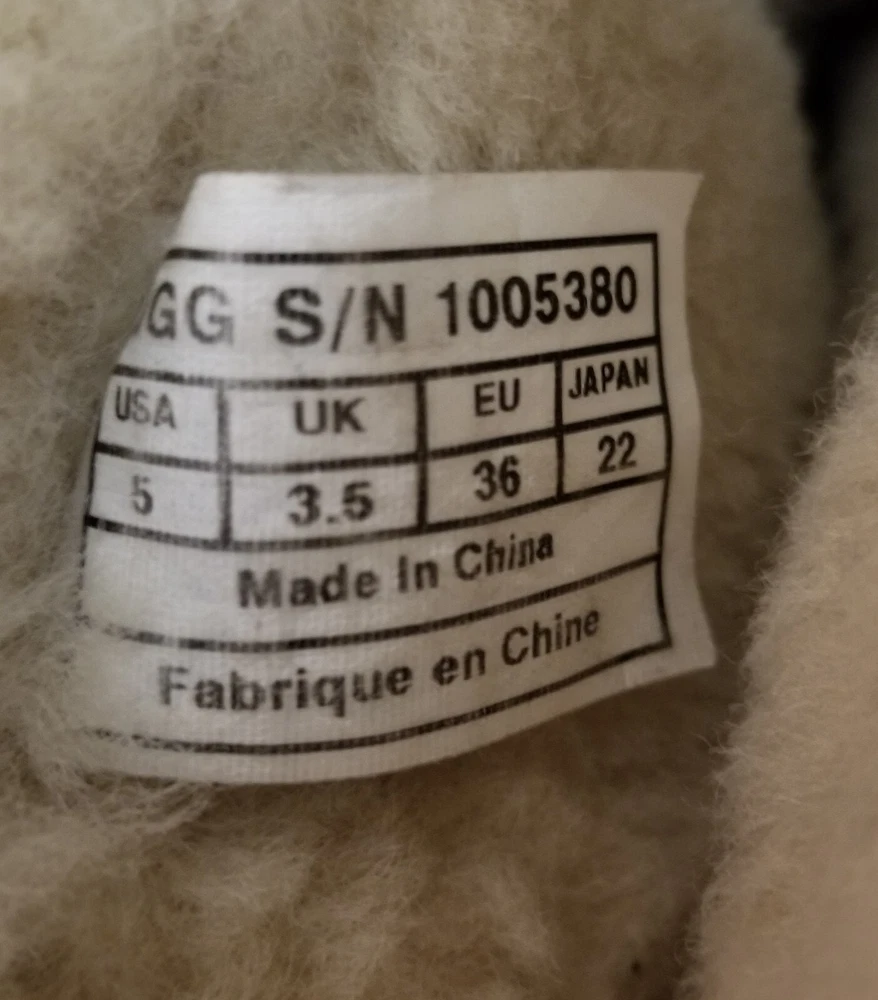 GG S/N 1005380
USA UK EU JAPAN
5 3.5 36 22
Made In China
Fabrique en Chine